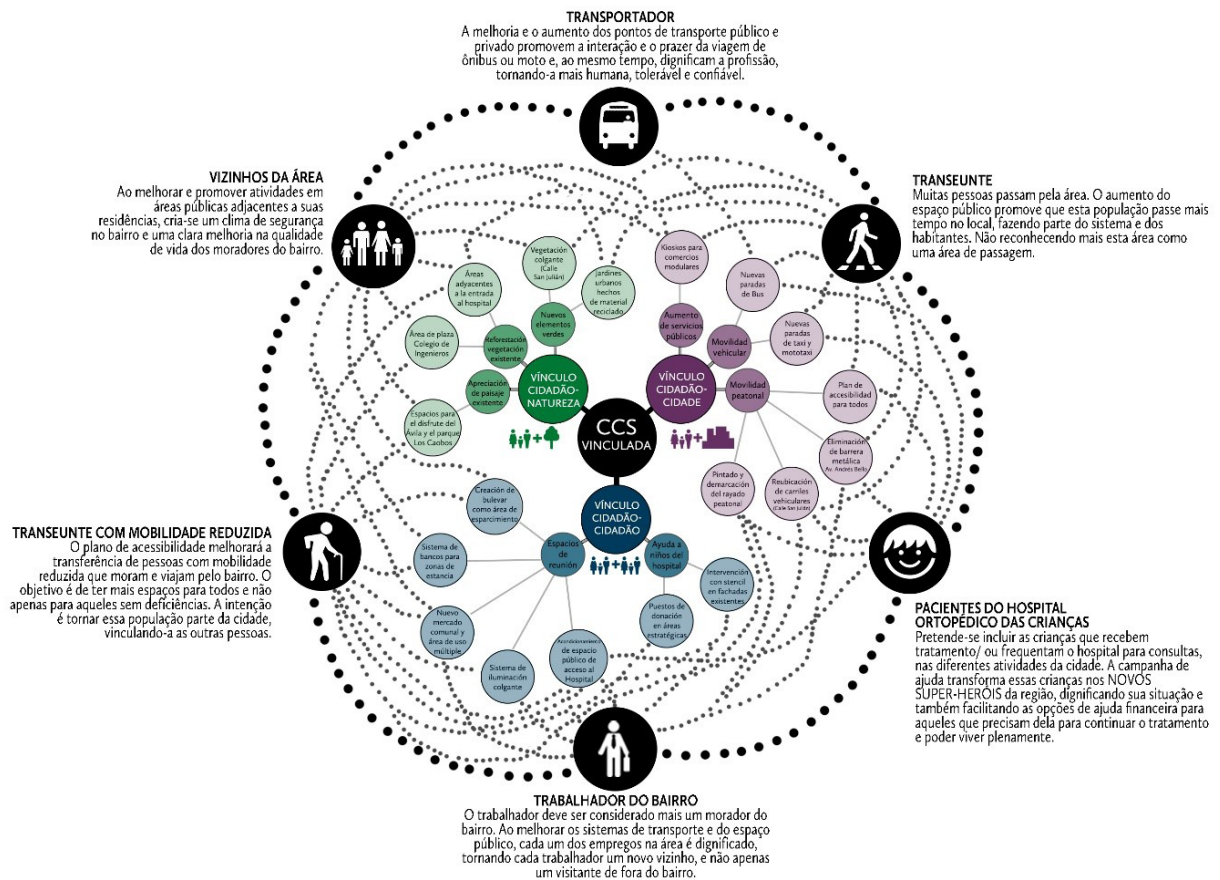 TRANSPORTADOR
A melhoria e o aumento dos pontos de transporte público e
privado promovem a interação e o prazer da viagem de
ônibus ou moto e, ao mesmo tempo, dignificam a profissão,
tornando-a mais humana, tolerável e confiável.
VIZINHOS DA ÁREA
Ao melhorar e promover atividades em
áreas públicas adjacentes a suas
residências, cria-se um clima de segurança
no bairro e uma clara melhoria na qualidade
de vida dos moradores do bairro.
TRANSEUNTE
Muitas pessoas passam pela área. O aumento do
espaço público promove que esta população passe mais
tempo no local, fazendo parte do sistema e dos
habitantes. Não reconhecendo mais esta área como
uma área de passagem.
Vegetación
colgante
(Calle
San Julián)
Áreas
adyacentes
a la entrada
al hospital
Jardines
urbanos
hechos
de material
reciclado
Área de plaza
Colegio de
Ingenieros
Nuevos
elementos
verdes
Reforestación
vegetación
existente
Apreciación
de paisaje
existente
Espacios para
el disfrute del
Ávila y el parque
Los Caobos
VÍNCULO
CIDADÃO-
NATUREZA
Kioskos para
comercios
modulares
Nuevas
paradas
de Bus
Aumento
de servicios
públicos
Movilidad
vehicular
Nuevas
paradas
de taxi y
mototaxi
Movilidad
peatonal
Plan de
accesibilidad
para todos
Eliminación
de barrera
metálica
Av. Andrés Bello
Reubicación
de carriles
vehiculares
(Calle San Julián)
Pintado y
demarcación
del rayado
peatonal
VÍNCULO
CIDADÃO-
CIDADE
CCS
VINCULADA
VÍNCULO
CIDADÃO-
CIDADÃO
Creación de
bulevar
como área de
esparcimiento
Sistema de
bancos para
zonas de
estancia
Espacios
de
reunión
Ayuda a
niños del
hospital
Intervención
con stencil
en fachadas
existentes
Puestos de
donación
en áreas
estratégicas
Nuevo
mercado
comunal y
área de uso
múltiple
Sistema de
iluminación
colgante
Acondicionamiento
de espacio
público de
acceso al
Hospital
TRANSEUNTE COM MOBILIDADE REDUZIDA
O plano de acessibilidade melhorará a
transferência de pessoas com mobilidade
reduzida que moram e viajam pelo bairro. O
objetivo é de ter mais espaços para todos e não
apenas para aqueles sem deficiências. A intenção
é tornar essa população parte da cidade,
vinculando-a as outras pessoas.
PACIENTES DO HOSPITAL
ORTOPÉDICO DAS CRIANÇAS
Pretende-se incluir as crianças que recebem
tratamento/ ou frequentam o hospital para consultas,
nas diferentes atividades da cidade. A campanha de
ajuda transforma essas crianças nos NOVOS
SUPER-HERÓIS da região, dignificando sua situação e
também facilitando as opções de ajuda financeira para
aqueles que precisam dela para continuar o tratamento
e poder viver plenamente.
TRABALHADOR DO BAIRRO
O trabalhador deve ser considerado mais um morador do
bairro. Ao melhorar os sistemas de transporte e do espaço
público, cada um dos empregos na área é dignificado,
tornando cada trabalhador um novo vizinho, e não apenas
um visitante de fora do bairro.